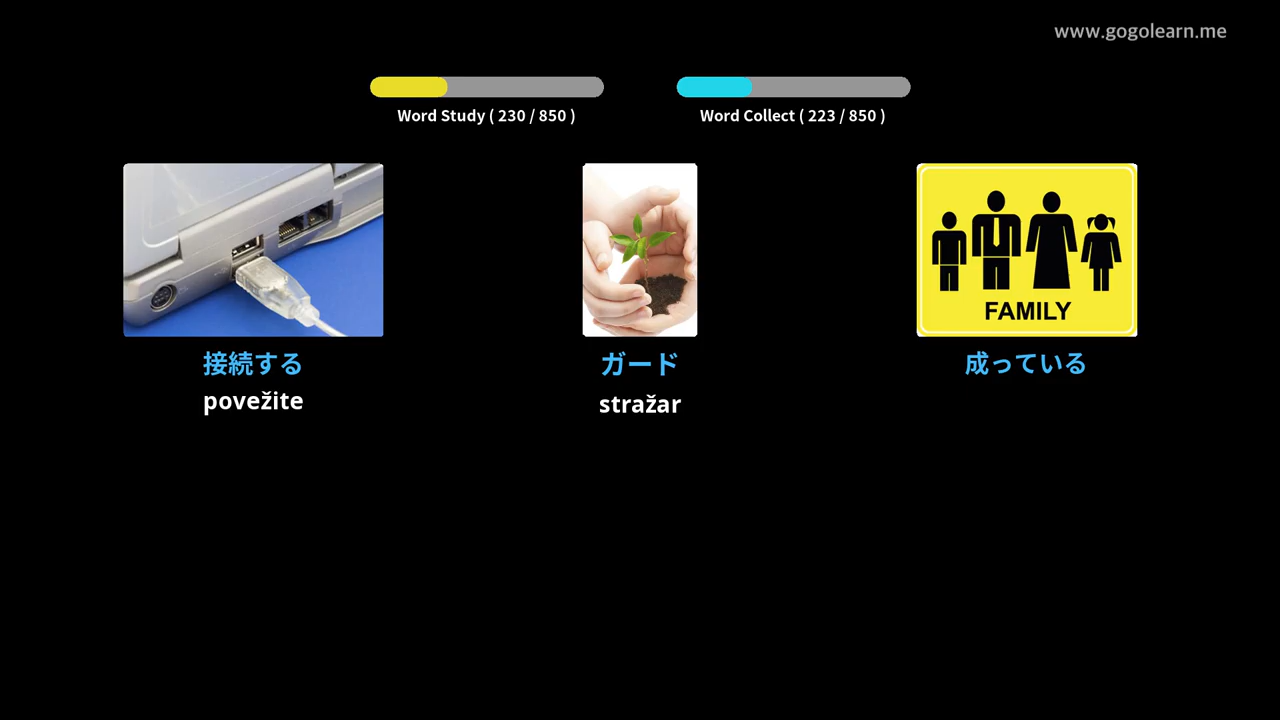 www.gogolearn.me
Word Study ( 230 / 850 )
Word Collect ( 223 / 850 )
FAMILY
接続する
ガード
成っている
povežite
stražar